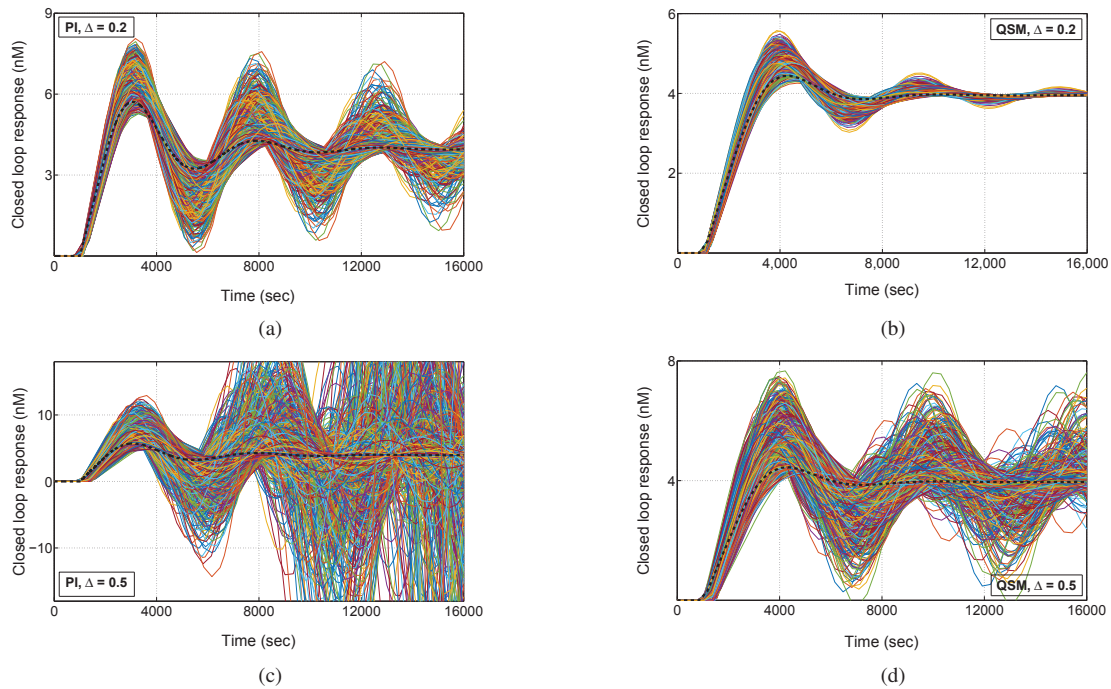 PI, Δ = 0.2
Closed loop response (nM)
9
6
3
0 4000 8000 12000 16000
Time (sec)
(a)
QSM, Δ = 0.2
Closed loop response (nM)
6
4
2
0
0 4,000 8,000 12,000 16,000
Time (sec)
(b)
PI, Δ = 0.5
Closed loop response (nM)
10
0
−10
0 4000 8000 12000 16000
Time (sec)
(c)
QSM, Δ = 0.5
Closed loop response (nM)
8
4
0
0 4000 8000 12000 16000
Time (sec)
(d)